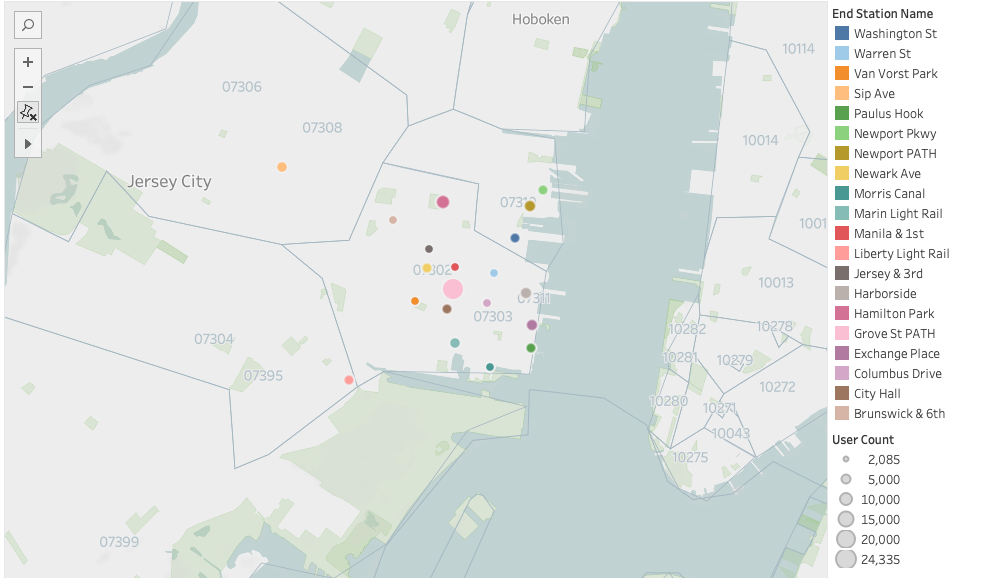 Hoboken
10114
07306
07308
10014
Jersey City
07310
1001
07302
10013
07311
07303
10282
10278
07304
10281
10279
07395
10272
10280
10271
10043
10275
07399
End Station Name
Washington St
Warren St
Van Vorst Park
Sip Ave
Paulus Hook
Newport Pkwy
Newport PATH
Newark Ave
Morris Canal
Marin Light Rail
Manila & 1st
Liberty Light Rail
Jersey & 3rd
Harborside
Hamilton Park
Grove St PATH
Exchange Place
Columbus Drive
City Hall
Brunswick & 6th
User Count
2,085
5,000
10,000
15,000
20,000
24,335